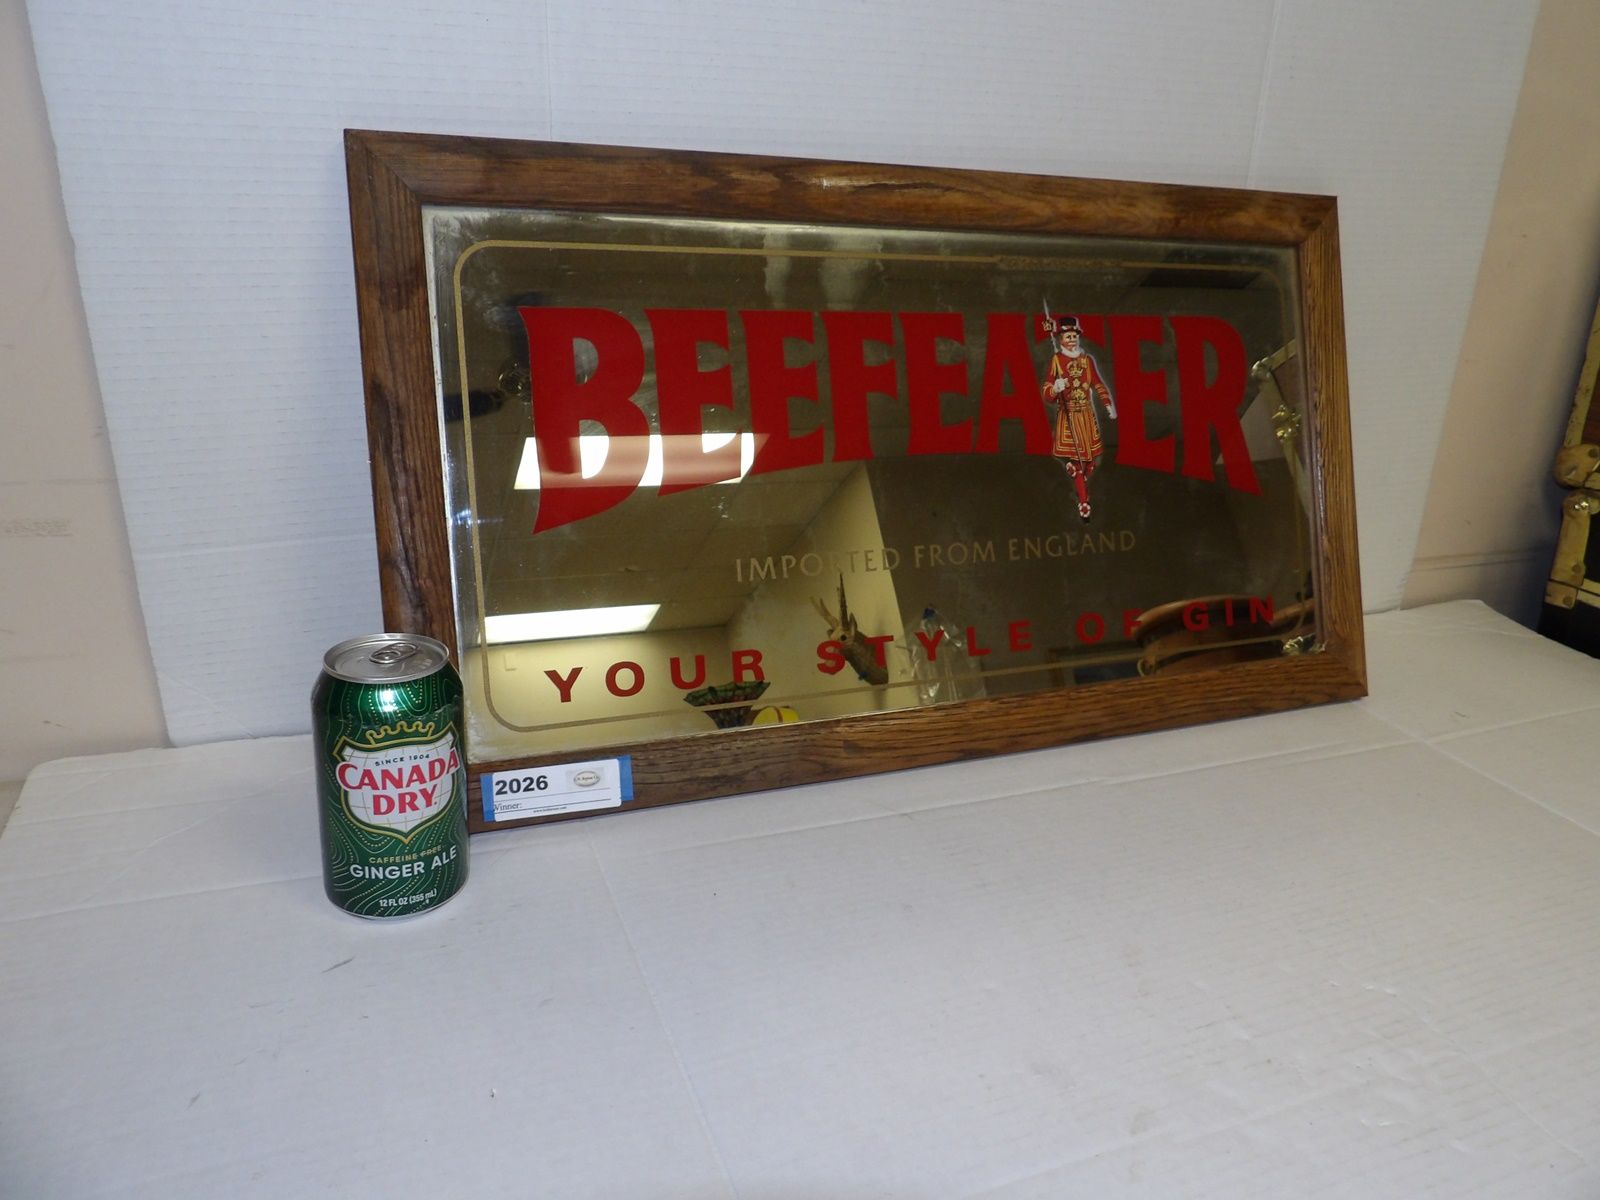 BEEFEATER
IMPORTED FROM ENGLAND
YOUR STYLE OF GIN
2026
Winner:
SINCE 1904
CANADA
DRY
CAFFEINE FREE
GINGER ALE
12 FL OZ (355 mL)